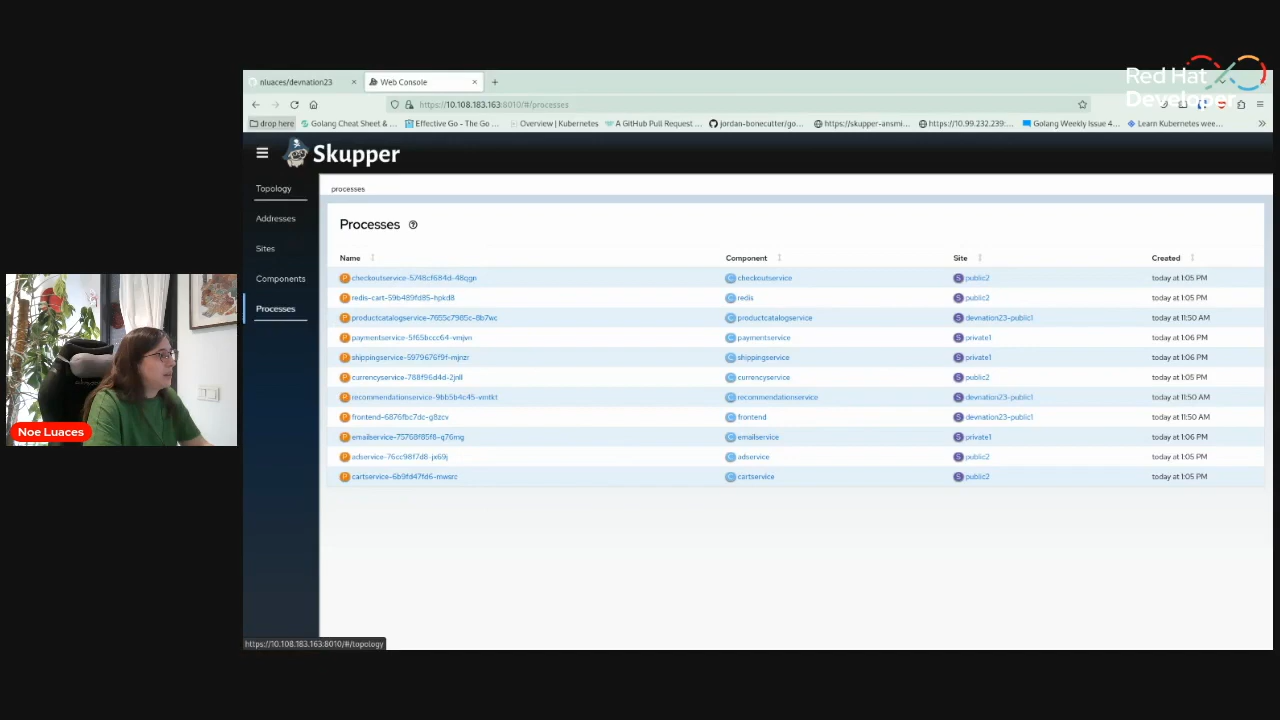 Red Hat
Developer
nluaces/devnation23
Web Console
https://10.108.183.163:8010/#/processes
drop here
Golang Cheat Sheet & ...
Effective Go - The Go ...
Overview | Kubernetes
A GitHub Pull Request ...
jordan-bonecutter/go...
https://skupper-ansmi...
https://10.99.232.239:...
Golang Weekly Issue 4...
Learn Kubernetes wee...
Skupper
Topology
Addresses
Sites
Components
Processes
processes
Processes
Name Component Site Created
checkoutservice-5748cf684d-48qgn checkoutservice public2 today at 1:05 PM
redis-cart-59b489fd85-hpkd8 redis public2 today at 1:05 PM
productcatalogservice-7655c7985c-8b7wc productcatalogservice devnation23-public1 today at 11:50 AM
paymentservice-5f65bccc64-vmjvn paymentservice private1 today at 1:06 PM
shippingservice-5979676f9f-mjnzr shippingservice private1 today at 1:06 PM
currencyservice-788f96d4d-2jnll currencyservice public2 today at 1:05 PM
recommendationservice-9bb5b4c45-vmtkt recommendationservice devnation23-public1 today at 11:50 AM
frontend-6876fbc7dc-g8zcv frontend devnation23-public1 today at 11:50 AM
emailservice-75768f85f8-q76mg emailservice private1 today at 1:06 PM
adservice-76cc98f7d8-jx69j adservice public2 today at 1:05 PM
cartservice-6b9fd47fd6-mwsrc cartservice public2 today at 1:05 PM
Noe Luaces
https://10.108.183.163:8010/#/topology